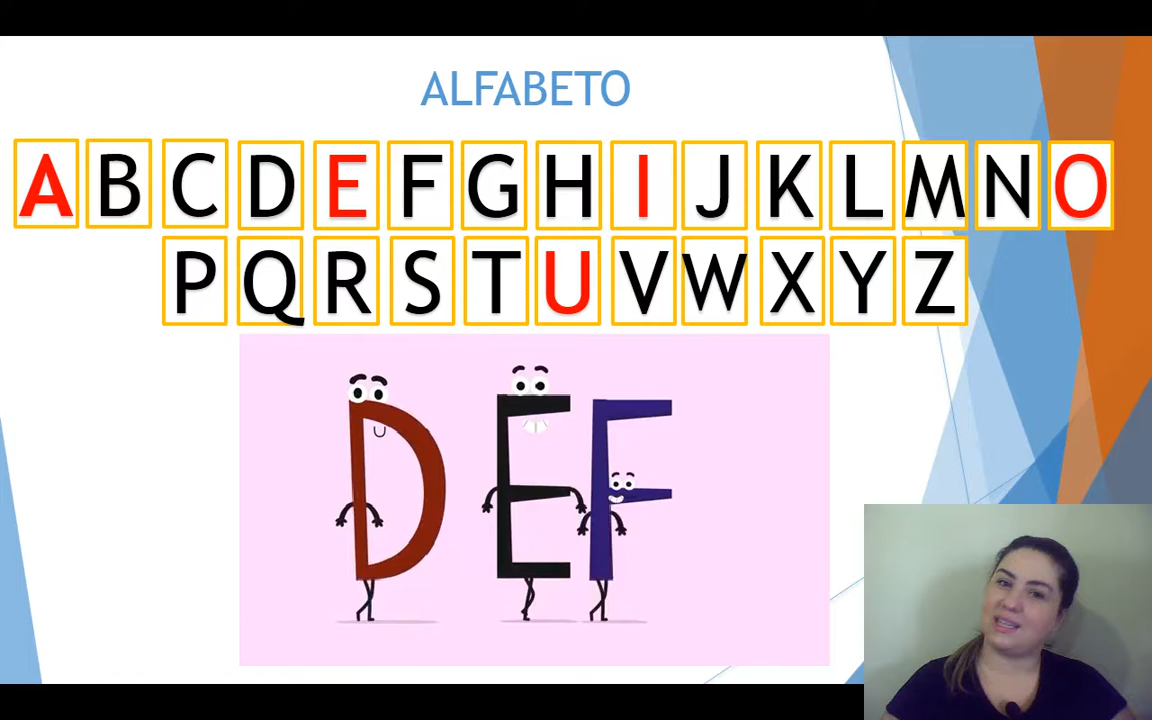 ALFABETO
A B C D E F G H I J K L M N O
P Q R S T U V W X Y Z
D E F